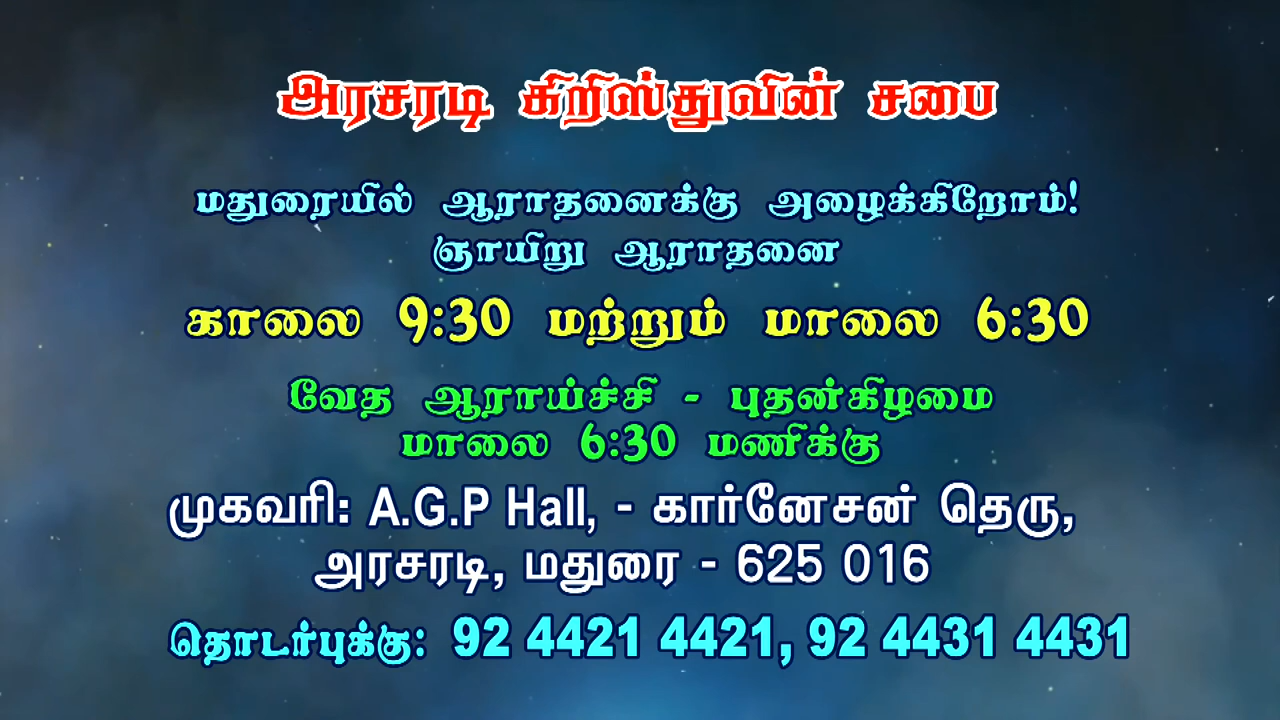 அரசரடி கிறிஸ்துவின் சபை
மதுரையில் ஆராதனைக்கு அழைக்கிறோம்!
ஞாயிறு ஆராதனை
காலை 9:30 மற்றும் மாலை 6:30
வேத ஆராய்ச்சி - புதன்கிழமை
மாலை 6:30 மணிக்கு
முகவரி: A.G.P Hall, - கார்னேசன் தெரு,
அரசரடி, மதுரை - 625 016
தொடர்புக்கு: 92 4421 4421, 92 4431 4431